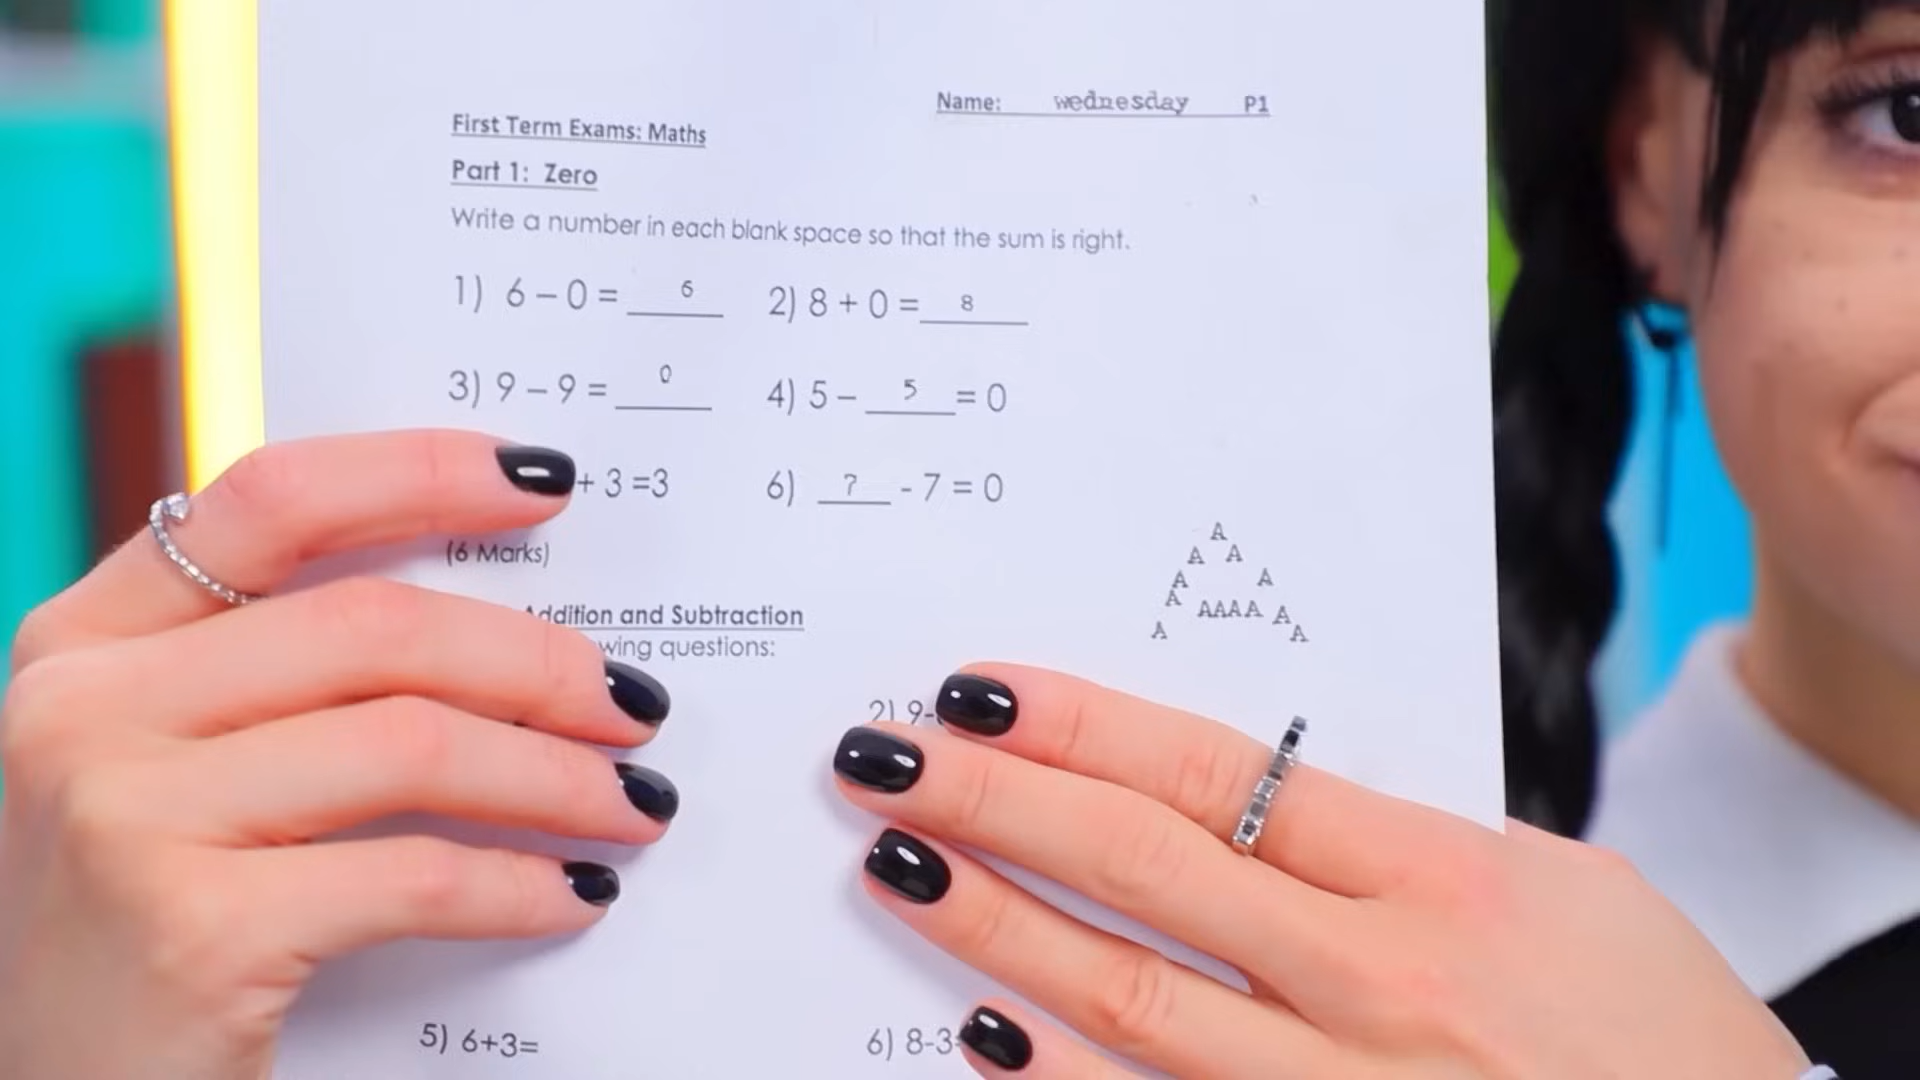 Name: wednesday P1
First Term Exams: Maths
Part 1: Zero
Write a number in each blank space so that the sum is right.
1) 6 – 0 = 6 2) 8 + 0 = 8
3) 9 – 9 = 0 4) 5 – 5 = 0
+ 3 =3 6) ? - 7 = 0
(6 Marks)
A
A A
A A
A AAAA A
A A
Addition and Subtraction
wing questions:
2) 9-
5) 6+3= 6) 8-3